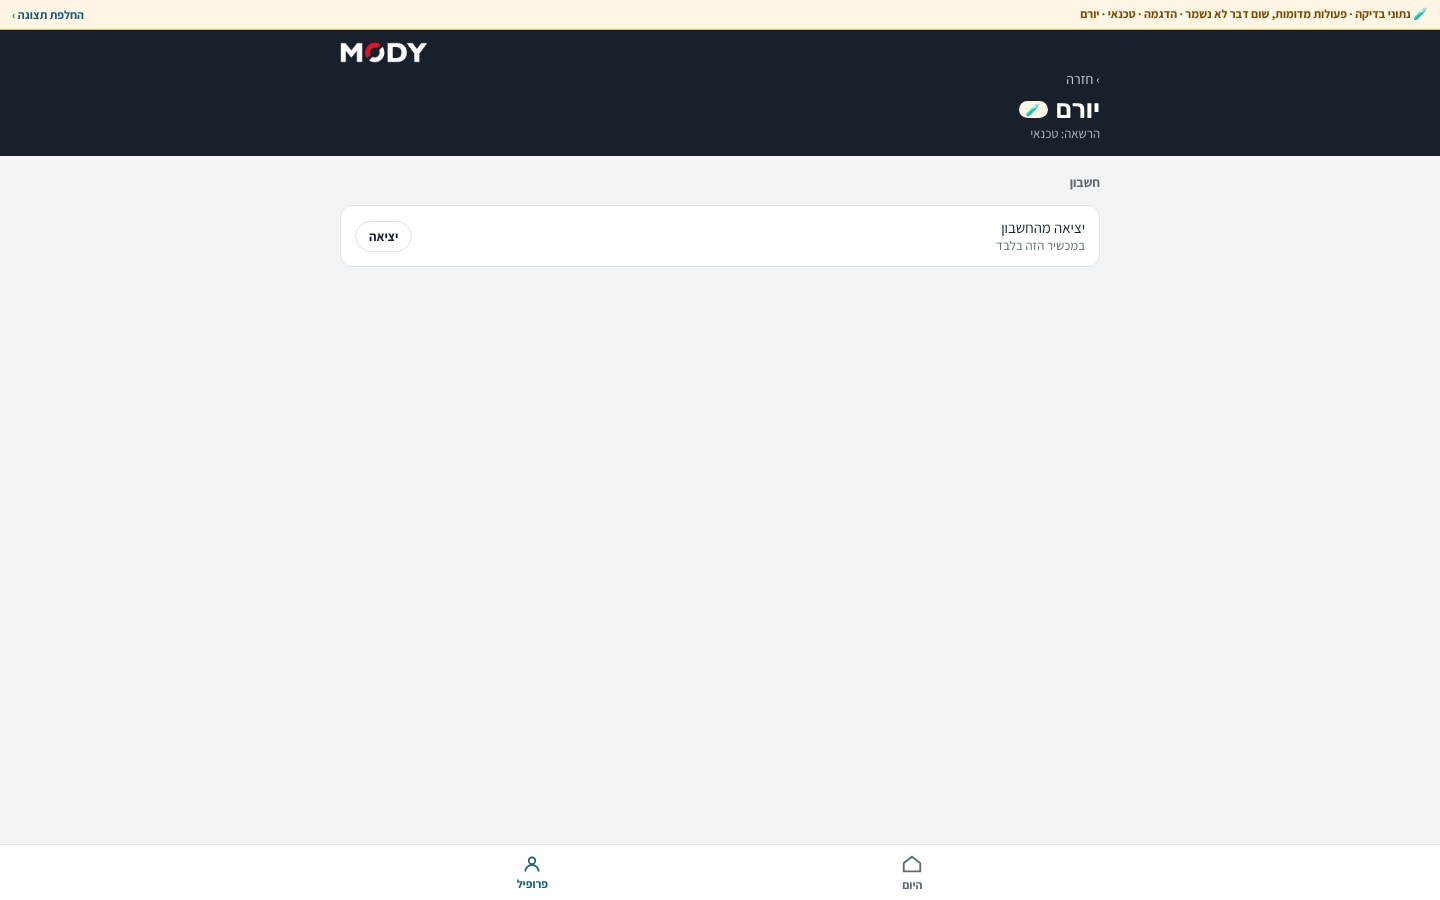 🧪 נתוני בדיקה · פעולות מדומות, שום דבר לא נשמר · הדגמה · טכנאי · יורם
החלפת תצוגה ›
MODY
› חזרה
יורם 🧪
הרשאה: טכנאי
חשבון
יציאה מהחשבון
במכשיר הזה בלבד
יציאה
היום
פרופיל